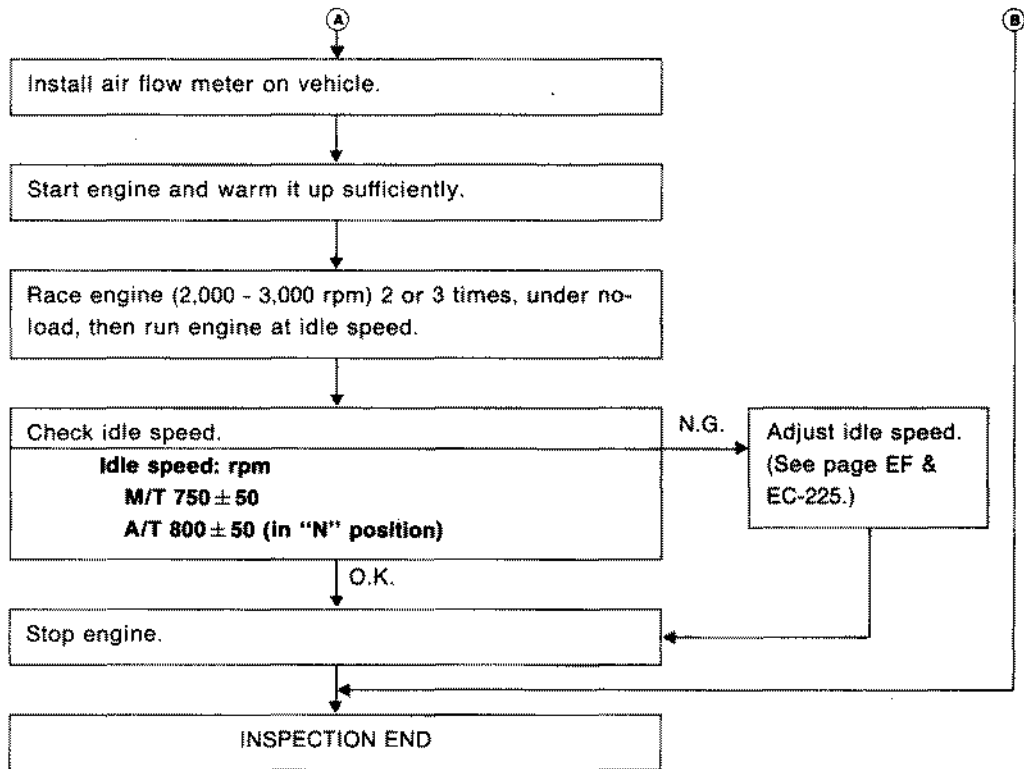 A
B
Install air flow meter on vehicle.
Start engine and warm it up sufficiently.
Race engine (2,000 - 3,000 rpm) 2 or 3 times, under no-
load, then run engine at idle speed.
Check idle speed.
Idle speed: rpm
M/T 750±50
A/T 800±50 (in "N" position)
N.G.
Adjust idle speed.
(See page EF &
EC-225.)
O.K.
Stop engine.
INSPECTION END